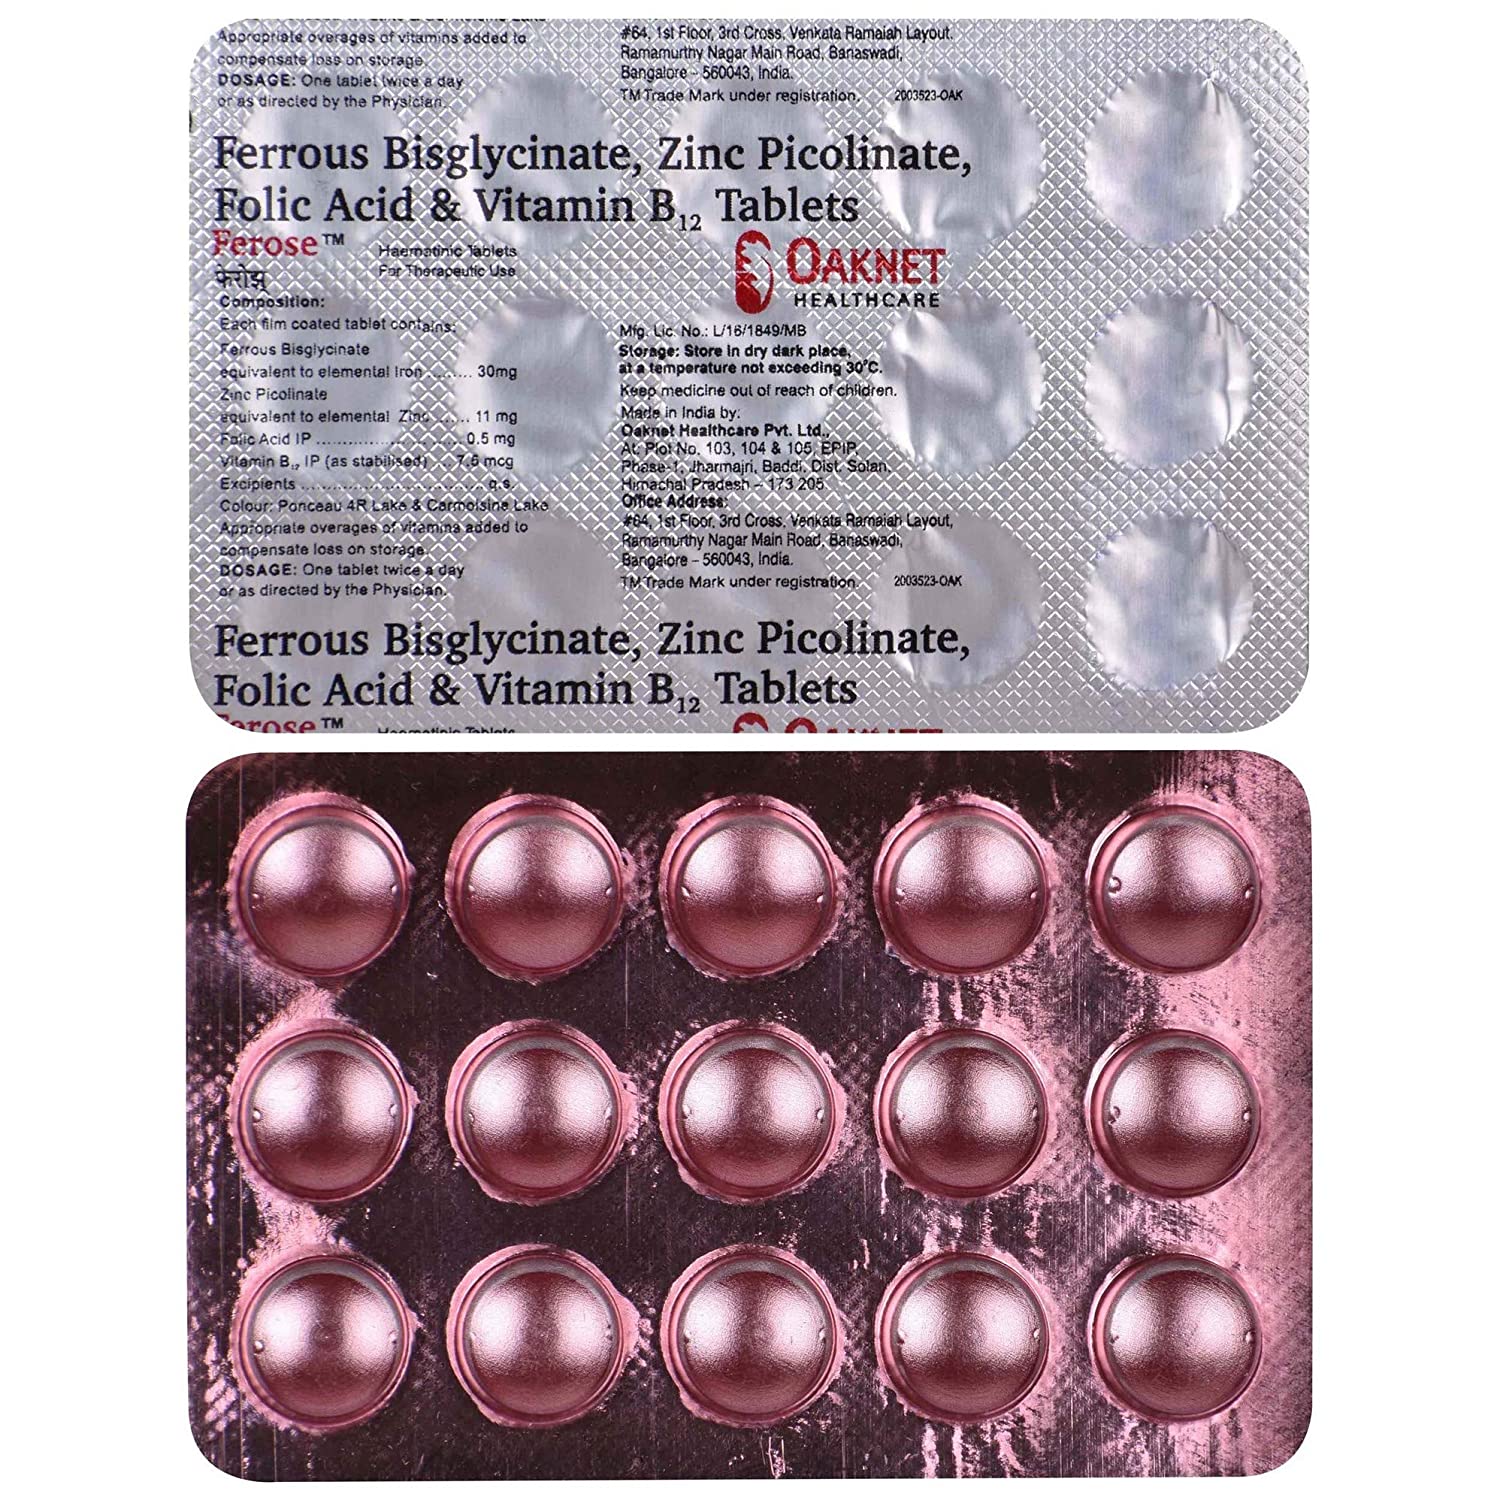 Appropriate overages of vitamins added to
compensate loss on storage.
DOSAGE: One tablet twice a day
or as directed by the Physician.
#64, 1st Floor, 3rd Cross, Venkata Ramaiah Layout.
Ramamurthy Nagar Main Road, Banaswadi,
Bangalore - 560043, India.
TM Trade Mark under registration. 2003523-OAK
Ferrous Bisglycinate, Zinc Picolinate,
Folic Acid & Vitamin B12 Tablets
Ferose™
फेरोझ्
Haematinic Tablets
For Therapeutic Use
OAKNET
HEALTHCARE
Composition:
Each film coated tablet contains:
Ferrous Bisglycinate
equivalent to elemental Iron ........ 30mg
Zinc Picolinate
equivalent to elemental Zinc ...... 11 mg
Folic Acid IP .......................... 0.5 mg
Vitamin B12 IP (as stabilised) ... 7.5 mcg
Excipients ................................ q.s.
Colour: Ponceau 4R Lake & Carmoisine Lake
Appropriate overages of vitamins added to
compensate loss on storage.
DOSAGE: One tablet twice a day
or as directed by the Physician.
Mfg. Lic. No.: L/16/1849/MB
Storage: Store in dry dark place,
at a temperature not exceeding 30°C.
Keep medicine out of reach of children.
Made in India by:
Oaknet Healthcare Pvt. Ltd.,
At. Plot No. 103, 104 & 105, EPIP,
Phase-1, Jharmajri, Baddi. Dist. Solan,
Himachal Pradesh - 173 205.
Office Address:
#64, 1st Floor, 3rd Cross, Venkata Ramaiah Layout,
Ramamurthy Nagar Main Road, Banaswadi,
Bangalore - 560043, India.
TM Trade Mark under registration. 2003523-OAK
Ferrous Bisglycinate, Zinc Picolinate,
Folic Acid & Vitamin B12 Tablets
Ferose™
Haematinic Tablets
OAKNET